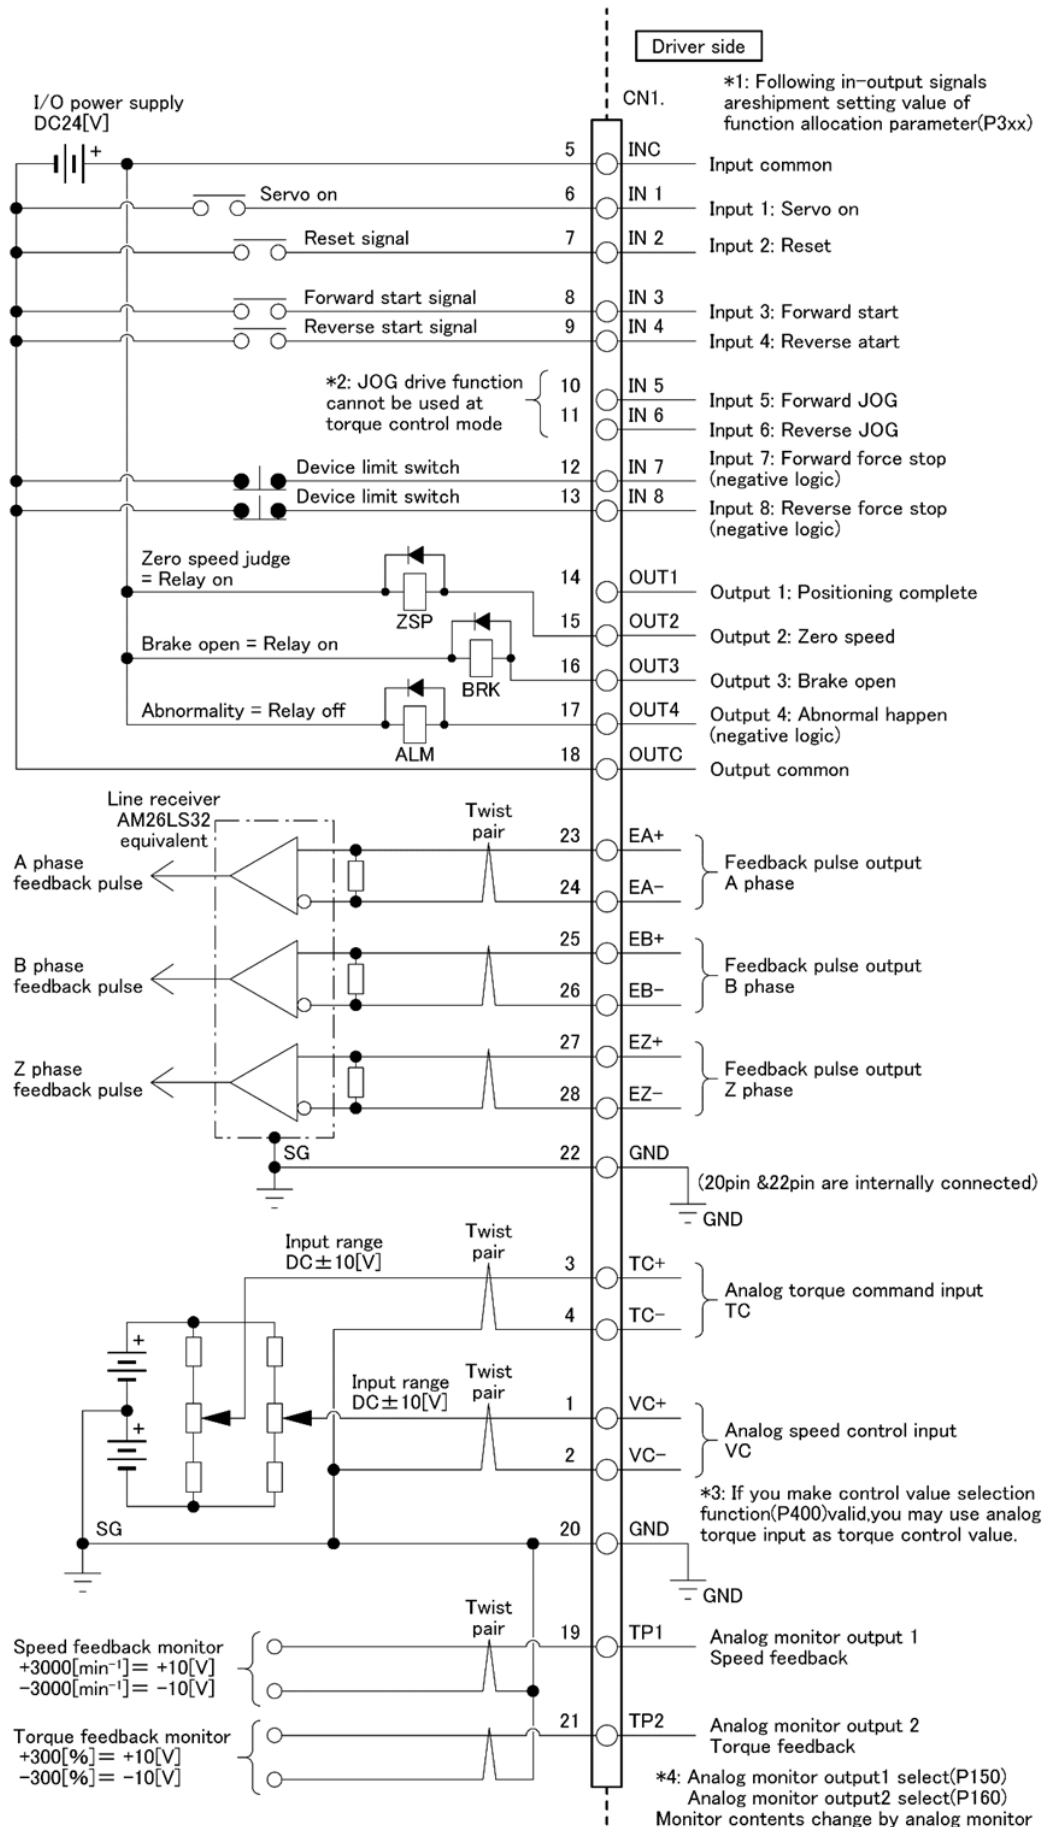 Driver side
*1: Following in-output signals
areshipment setting value of
function allocation parameter(P3xx)
CN1.
I/O power supply
DC24[V]
+
5 INC Input common
Servo on 6 IN 1 Input 1: Servo on
Reset signal 7 IN 2 Input 2: Reset
Forward start signal 8 IN 3 Input 3: Forward start
Reverse start signal 9 IN 4 Input 4: Reverse atart
*2: JOG drive function
cannot be used at
torque control mode
10 IN 5 Input 5: Forward JOG
11 IN 6 Input 6: Reverse JOG
Device limit switch 12 IN 7 Input 7: Forward force stop
(negative logic)
Device limit switch 13 IN 8 Input 8: Reverse force stop
(negative logic)
Zero speed judge
= Relay on
ZSP
14 OUT1 Output 1: Positioning complete
15 OUT2 Output 2: Zero speed
Brake open = Relay on
BRK
16 OUT3 Output 3: Brake open
Abnormality = Relay off
ALM
17 OUT4 Output 4: Abnormal happen
(negative logic)
18 OUTC Output common
Line receiver
AM26LS32
equivalent
Twist
pair
A phase
feedback pulse
23 EA+
24 EA-
Feedback pulse output
A phase
B phase
feedback pulse
25 EB+
26 EB-
Feedback pulse output
B phase
Z phase
feedback pulse
27 EZ+
28 EZ-
Feedback pulse output
Z phase
SG
22 GND
(20pin &22pin are internally connected)
GND
Input range
DC±10[V]
Twist
pair
3 TC+
4 TC-
Analog torque command input
TC
+
+
Input range
DC±10[V]
Twist
pair
1 VC+
2 VC-
Analog speed control input
VC
*3: If you make control value selection
function(P400)valid,you may use analog
torque input as torque control value.
SG
20 GND
GND
Twist
pair
Speed feedback monitor
+3000[min⁻¹]= +10[V]
-3000[min⁻¹]= -10[V]
19 TP1 Analog monitor output 1
Speed feedback
Torque feedback monitor
+300[%]= +10[V]
-300[%]= -10[V]
21 TP2 Analog monitor output 2
Torque feedback
*4: Analog monitor output1 select(P150)
Analog monitor output2 select(P160)
Monitor contents change by analog monitor